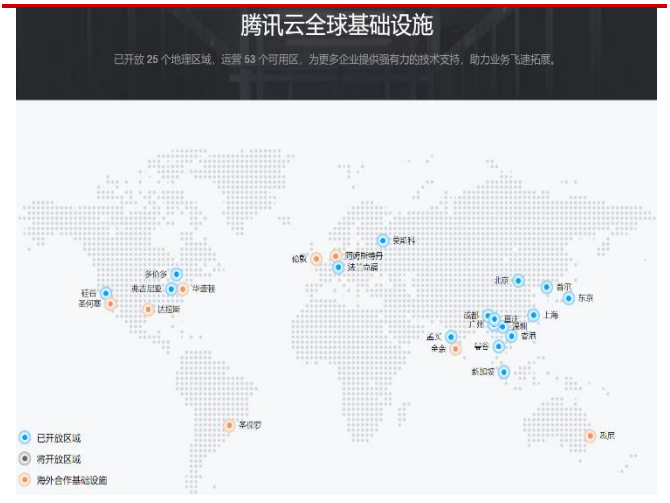 腾讯云全球基础设施
已开放 25 个地理区域，运营 53 个可用区，为更多企业提供强有力的技术支持，助力业务飞速拓展。
莫斯科
伦敦
阿姆斯特丹
法兰克福
多伦多
弗吉尼亚
华盛顿
硅谷
圣何塞
达拉斯
北京
首尔
东京
成都
重庆
上海
广州
深圳
香港
孟买
金奈
曼谷
新加坡
圣保罗
悉尼
已开放区域
将开放区域
海外合作基础设施